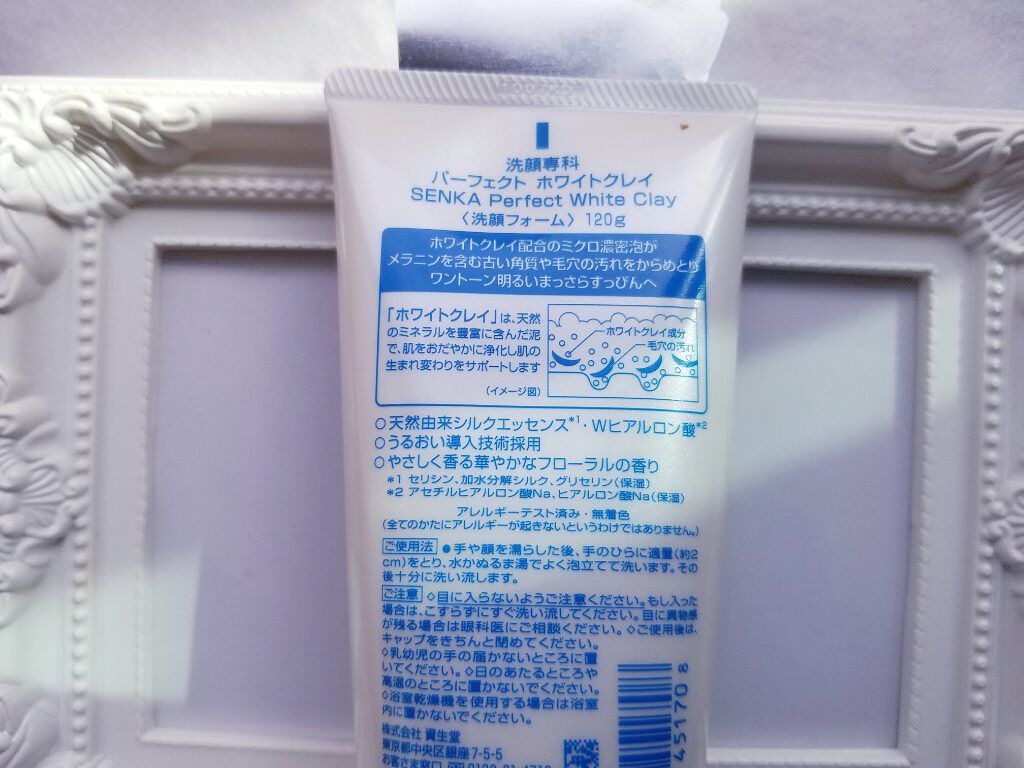 洗顔専科
パーフェクト ホワイトクレイ
SENKA Perfect White Clay
〈洗顔フォーム〉 120g
ホワイトクレイ配合のミクロ濃密泡が
メラニンを含む古い角質や毛穴の汚れをからめとり
ワントーン明るいまっさらすっぴんへ
「ホワイトクレイ」は、天然
のミネラルを豊富に含んだ泥
で、肌をおだやかに浄化し肌の
生まれ変わりをサポートします
ホワイトクレイ成分
毛穴の汚れ
(イメージ図)
○天然由来シルクエッセンス*1・Wヒアルロン酸*2
○うるおい導入技術採用
○やさしく香る華やかなフローラルの香り
*1 セリシン、加水分解シルク、グリセリン(保湿)
*2 アセチルヒアルロン酸Na、ヒアルロン酸Na(保湿)
アレルギーテスト済み・無着色
(全てのかたにアレルギーが起きないというわけではありません。)
ご使用法 ●手や顔を濡らした後、手のひらに適量(約2
cm)をとり、水かぬるま湯でよく泡立てて洗います。その
後十分に洗い流します。
ご注意 ◇目に入らないようご注意ください。もし入った
場合は、こすらずにすぐ洗い流してください。目に異物感
が残る場合は眼科医にご相談ください。◇ご使用後は、
キャップをきちんと閉めてください。
◇乳幼児の手の届かないところに置
いてください。◇日のあたるところや
高温のところに置かないでください。
◇浴室乾燥機を使用する場合は浴室
内に置かないでください。
株式会社 資生堂
東京都中央区銀座7-5-5
お客さま窓口
45170 8